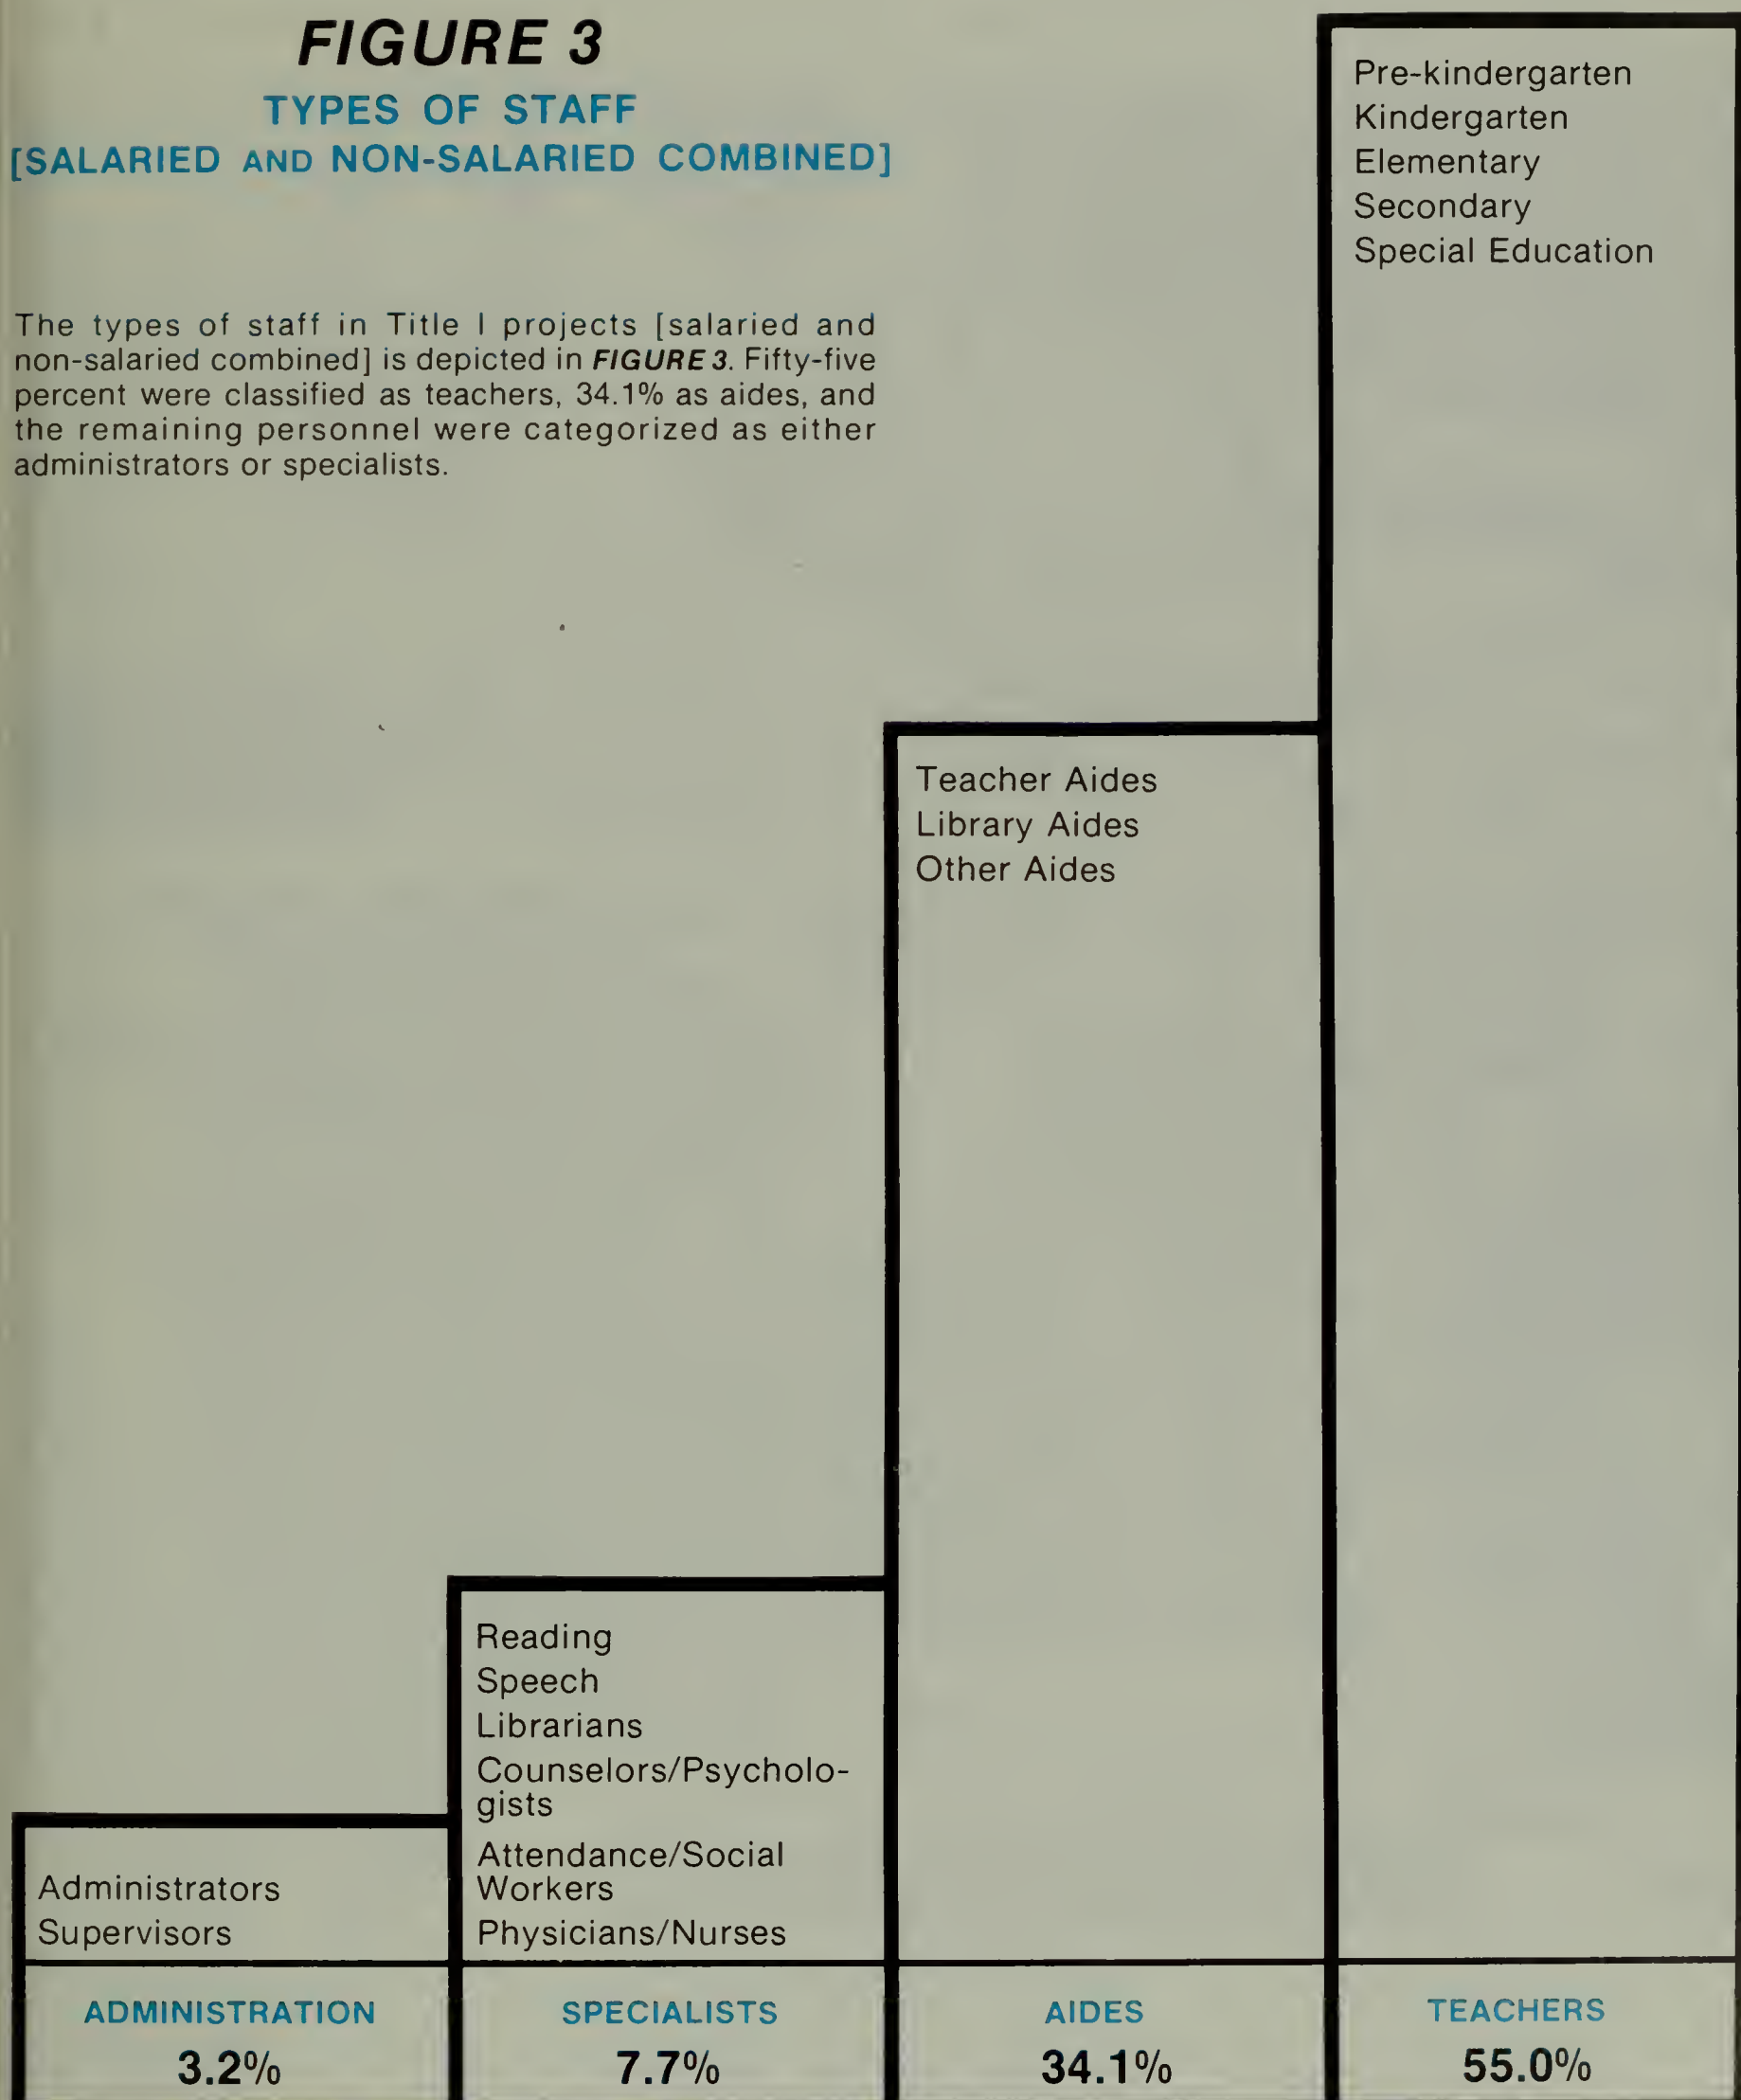 FIGURE 3
TYPES OF STAFF
[SALARIED AND NON-SALARIED COMBINED]
The types of staff in Title I projects [salaried and
non-salaried combined] is depicted in FIGURE 3. Fifty-five
percent were classified as teachers, 34.1% as aides, and
the remaining personnel were categorized as either
administrators or specialists.
Pre-kindergarten
Kindergarten
Elementary
Secondary
Special Education
Teacher Aides
Library Aides
Other Aides
Reading
Speech
Librarians
Counselors/Psycholo-
gists
Attendance/Social
Workers
Physicians/Nurses
Administrators
Supervisors
ADMINISTRATION
3.2%
SPECIALISTS
7.7%
AIDES
34.1%
TEACHERS
55.0%